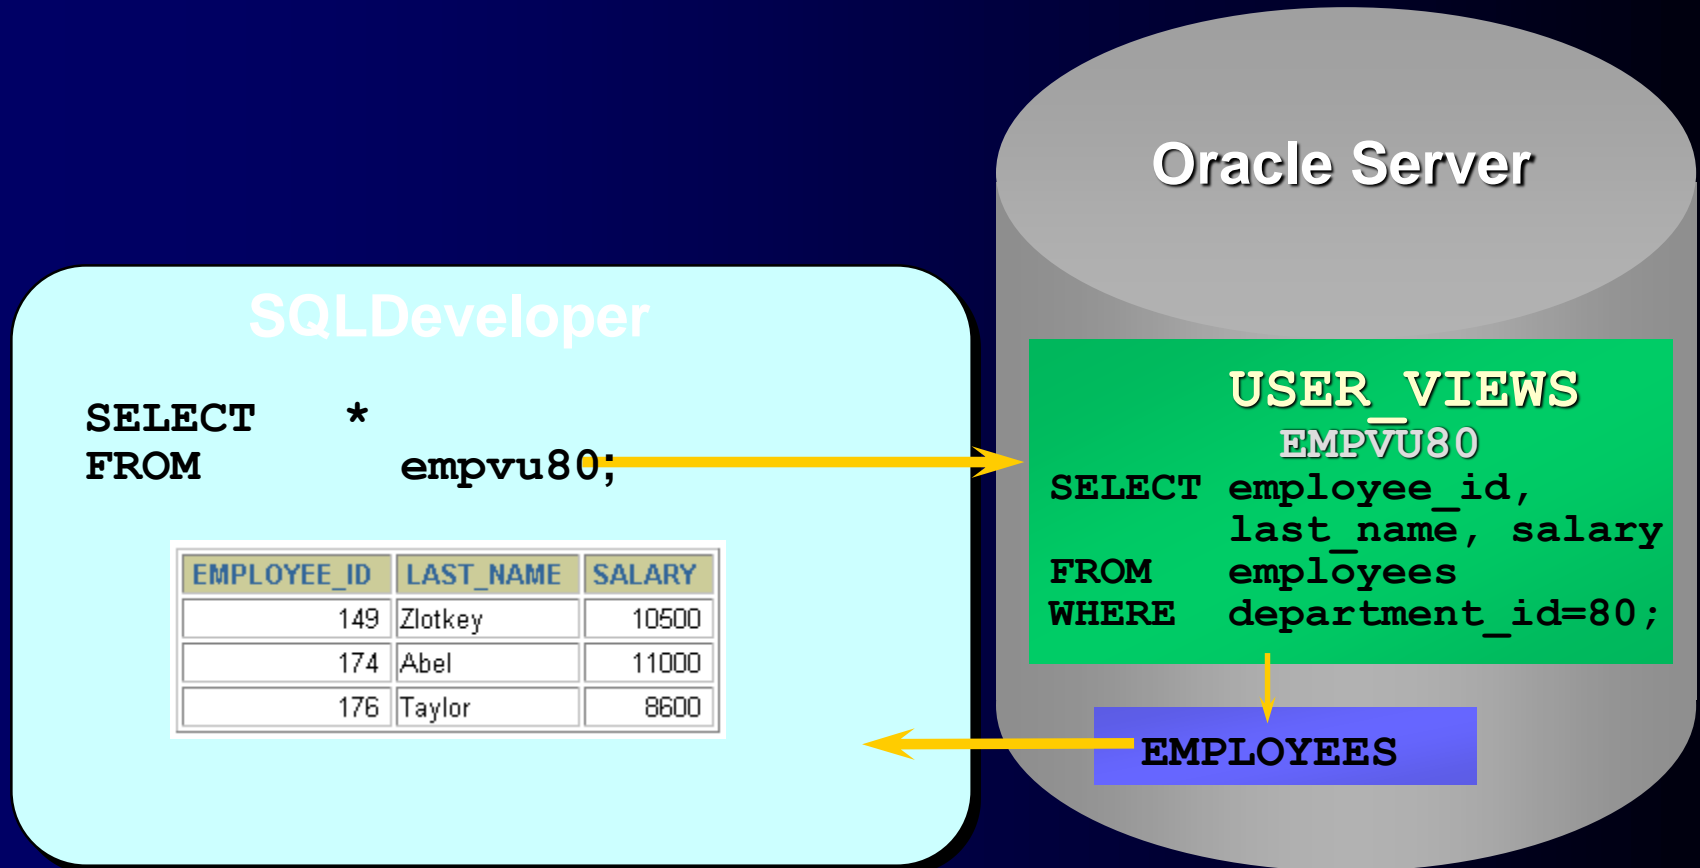 Oracle Server
SQLDeveloper
SELECT *
FROM empvu80;
EMPLOYEE_ID LAST_NAME SALARY
149 Zlotkey 10500
174 Abel 11000
176 Taylor 8600
USER_VIEWS
EMPVU80
SELECT employee_id,
last_name, salary
FROM employees
WHERE department_id=80;
EMPLOYEES